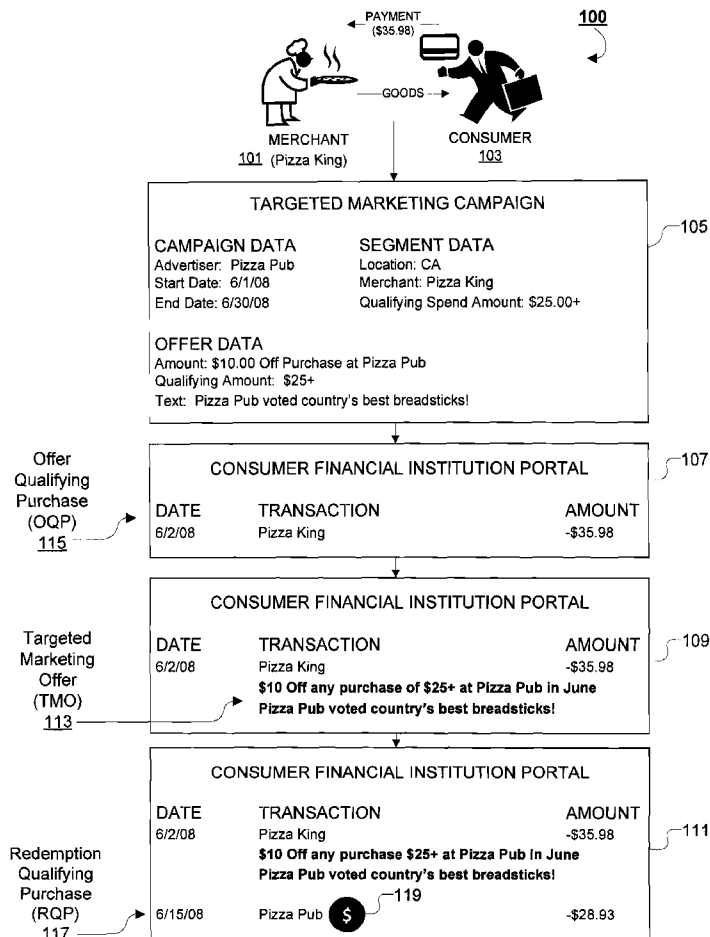 PAYMENT
($35.98)
100
GOODS
MERCHANT
101 (Pizza King)
CONSUMER
103
TARGETED MARKETING CAMPAIGN
105
CAMPAIGN DATA
Advertiser: Pizza Pub
Start Date: 6/1/08
End Date: 6/30/08
SEGMENT DATA
Location: CA
Merchant: Pizza King
Qualifying Spend Amount: $25.00+
OFFER DATA
Amount: $10.00 Off Purchase at Pizza Pub
Qualifying Amount: $25+
Text: Pizza Pub voted country's best breadsticks!
Offer
Qualifying
Purchase
(OQP)
115
CONSUMER FINANCIAL INSTITUTION PORTAL
107
DATE TRANSACTION AMOUNT
6/2/08 Pizza King -$35.98
Targeted
Marketing
Offer
(TMO)
113
CONSUMER FINANCIAL INSTITUTION PORTAL
109
DATE TRANSACTION AMOUNT
6/2/08 Pizza King -$35.98
$10 Off any purchase of $25+ at Pizza Pub in June
Pizza Pub voted country's best breadsticks!
Redemption
Qualifying
Purchase
(RQP)
117
CONSUMER FINANCIAL INSTITUTION PORTAL
111
DATE TRANSACTION AMOUNT
6/2/08 Pizza King -$35.98
$10 Off any purchase $25+ at Pizza Pub in June
Pizza Pub voted country's best breadsticks!
119
6/15/08 Pizza Pub $ -$28.93